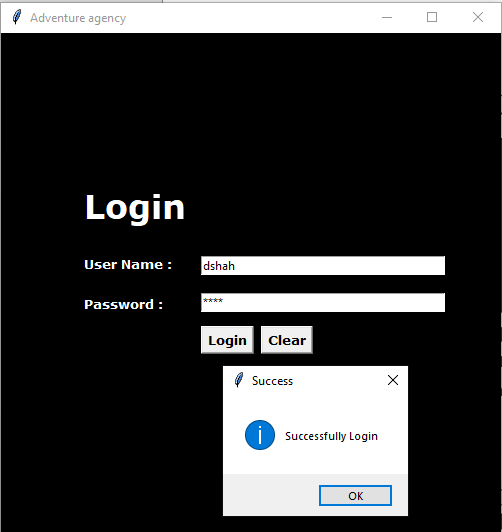 Adventure agency
Login
User Name : dshah
Password : ****
Login Clear
Success
Successfully Login
OK